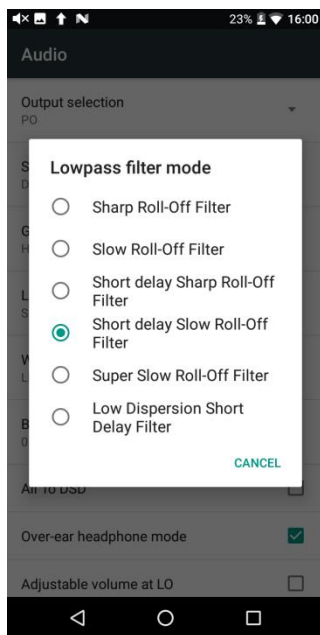 23% 16:00
Audio
Output selection
PO
S
D
Lowpass filter mode
Sharp Roll-Off Filter
G
H
Slow Roll-Off Filter
L
S
Short delay Sharp Roll-Off
Filter
Short delay Slow Roll-Off
Filter
W
L
Super Slow Roll-Off Filter
B
0
Low Dispersion Short
Delay Filter
CANCEL
All To DSD
Over-ear headphone mode
Adjustable volume at LO